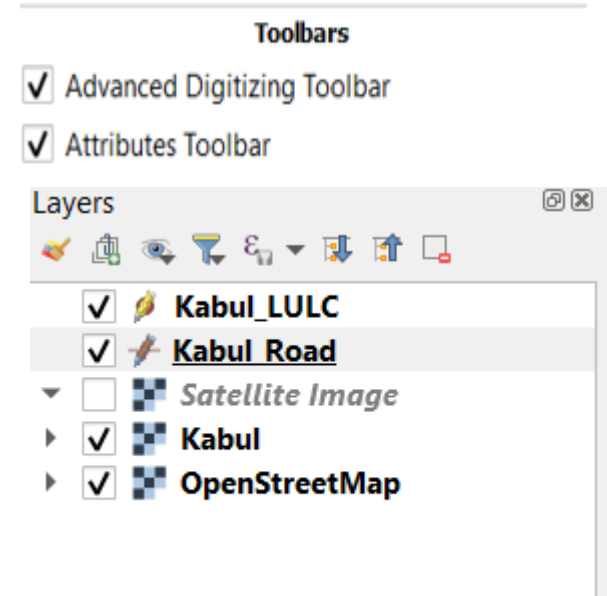 Toolbars
Advanced Digitizing Toolbar
Attributes Toolbar
Layers
Kabul_LULC
Kabul_Road
Satellite Image
Kabul
OpenStreetMap